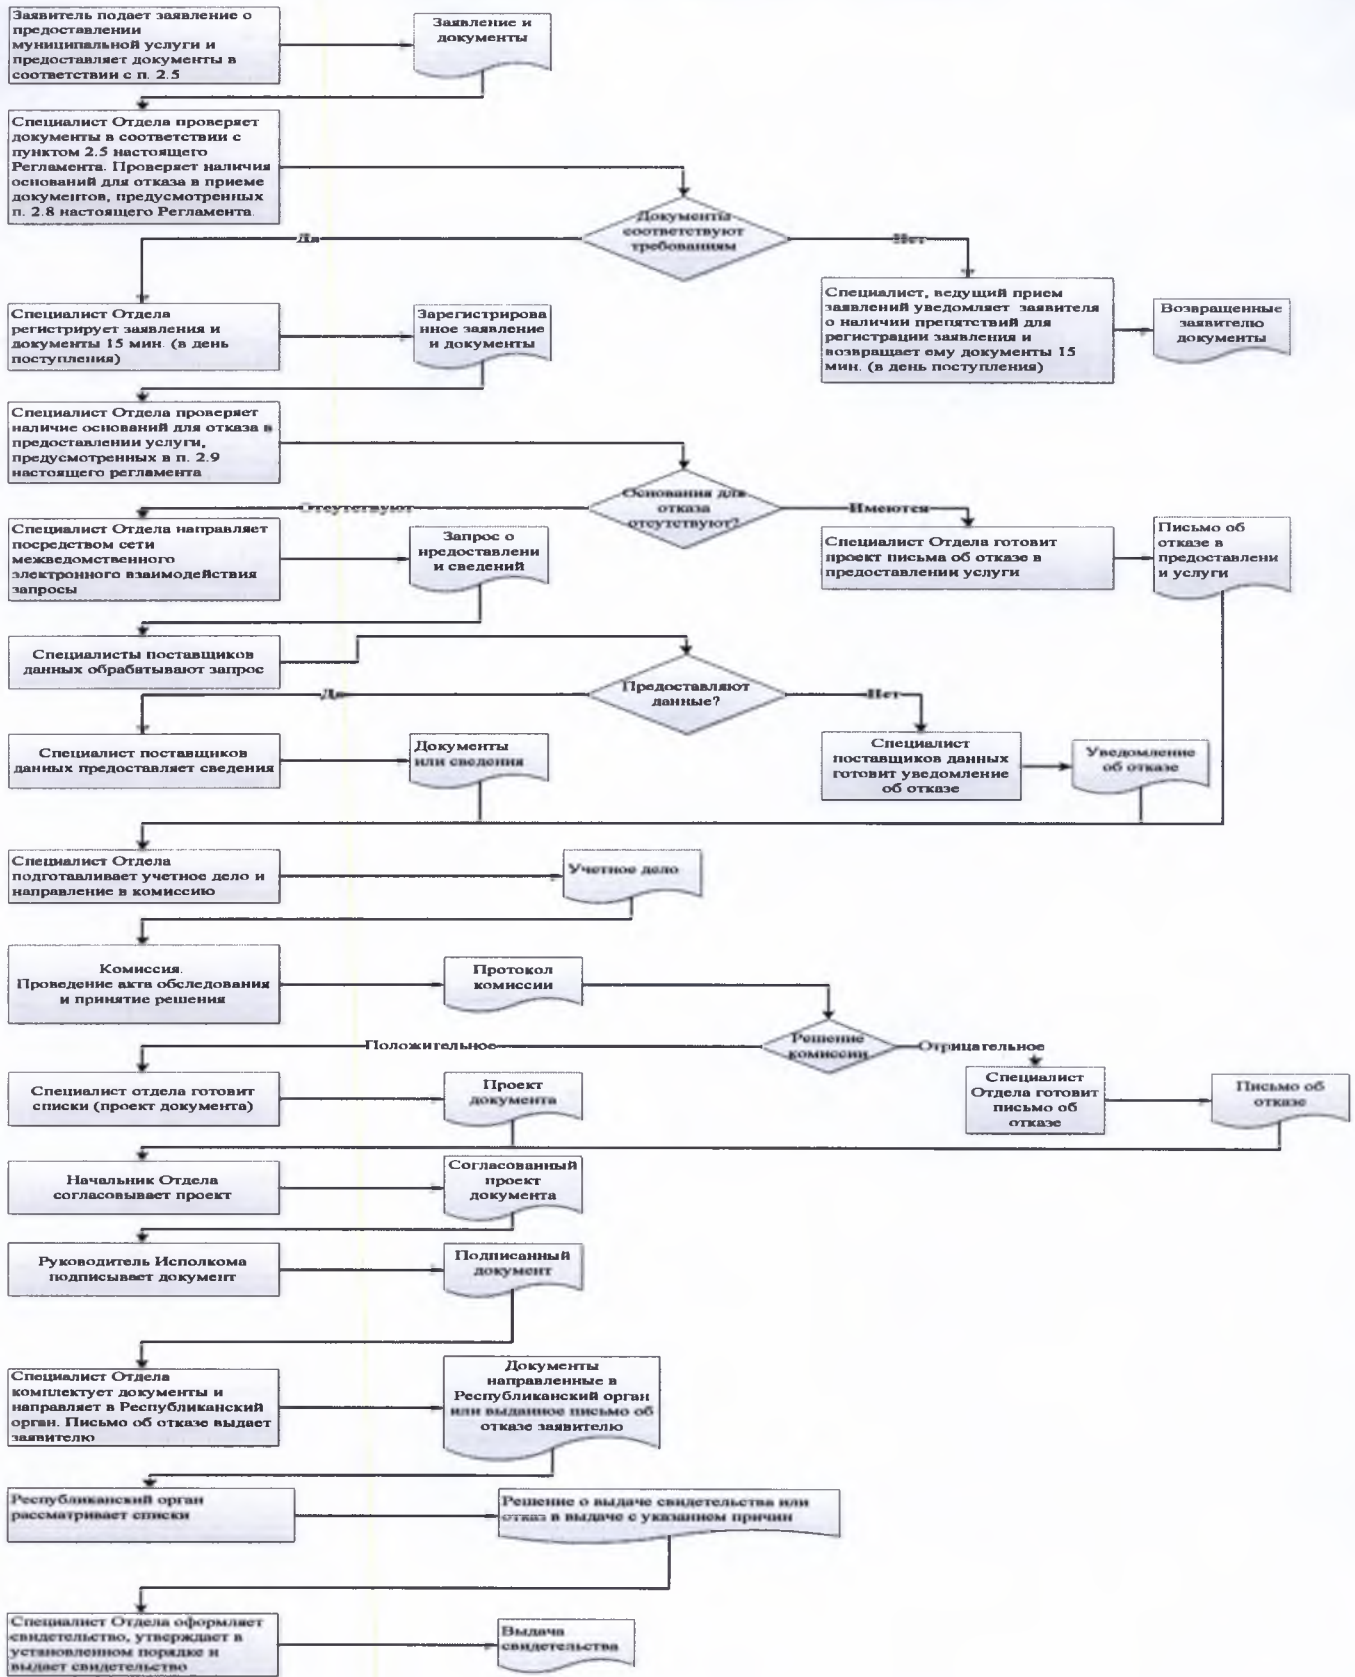 Заявитель подает заявление о
предоставлении
муниципальной услуги и
предоставляет документы в
соответствии с п. 2.5
Заявление и
документы
Специалист Отдела проверяет
документы в соответствии с
пунктом 2.5 настоящего
Регламента. Проверяет наличия
оснований для отказа в приеме
документов, предусмотренных
п. 2.8 настоящего Регламента.
Документы
соответствуют
требованиям
Да
Нет
Специалист Отдела
регистрирует заявления и
документы 15 мин. (в день
поступления)
Зарегистрирова
нное заявление
и документы
Специалист, ведущий прием
заявлений уведомляет заявителя
о наличии препятствий для
регистрации заявления и
возвращает ему документы 15
мин. (в день поступления)
Возвращенные
заявителю
документы
Специалист Отдела проверяет
наличие оснований для отказа в
предоставлении услуги,
предусмотренных в п. 2.9
настоящего регламента
Основания для
отказа
отсутствуют?
Отсутствуют
Имеются
Специалист Отдела направляет
посредством сети
межведомственного
электронного взаимодействия
запросы
Запрос о
предоставлени
и сведений
Специалист Отдела готовит
проект письма об отказе в
предоставлении услуги
Письмо об
отказе в
предоставлени
и услуги
Специалисты поставщиков
данных обрабатывают запрос
Предоставляют
данные?
Да
Нет
Специалист поставщиков
данных предоставляет сведения
Документы
или сведения
Специалист
поставщиков данных
готовит уведомление
об отказе
Уведомление
об отказе
Специалист Отдела
подготавливает учетное дело и
направление в комиссию
Учетное дело
Комиссия.
Проведение акта обследования
и принятие решения
Протокол
комиссии
Решение
комиссии
Положительное
Отрицательное
Специалист отдела готовит
списки (проект документа)
Проект
документа
Специалист
Отдела готовит
письмо об
отказе
Письмо об
отказе
Начальник Отдела
согласовывает проект
Согласованный
проект
документа
Руководитель Исполкома
подписывает документ
Подписанный
документ
Специалист Отдела
комплектует документы и
направляет в Республиканский
орган. Письмо об отказе выдает
заявителю
Документы
направленные в
Республиканский орган
или выданное письмо об
отказе заявителю
Республиканский орган
рассматривает списки
Решение о выдаче свидетельства или
отказ в выдаче с указанием причин
Специалист Отдела оформляет
свидетельство, утверждает в
установленном порядке и
выдает свидетельство
Выдача
свидетельства